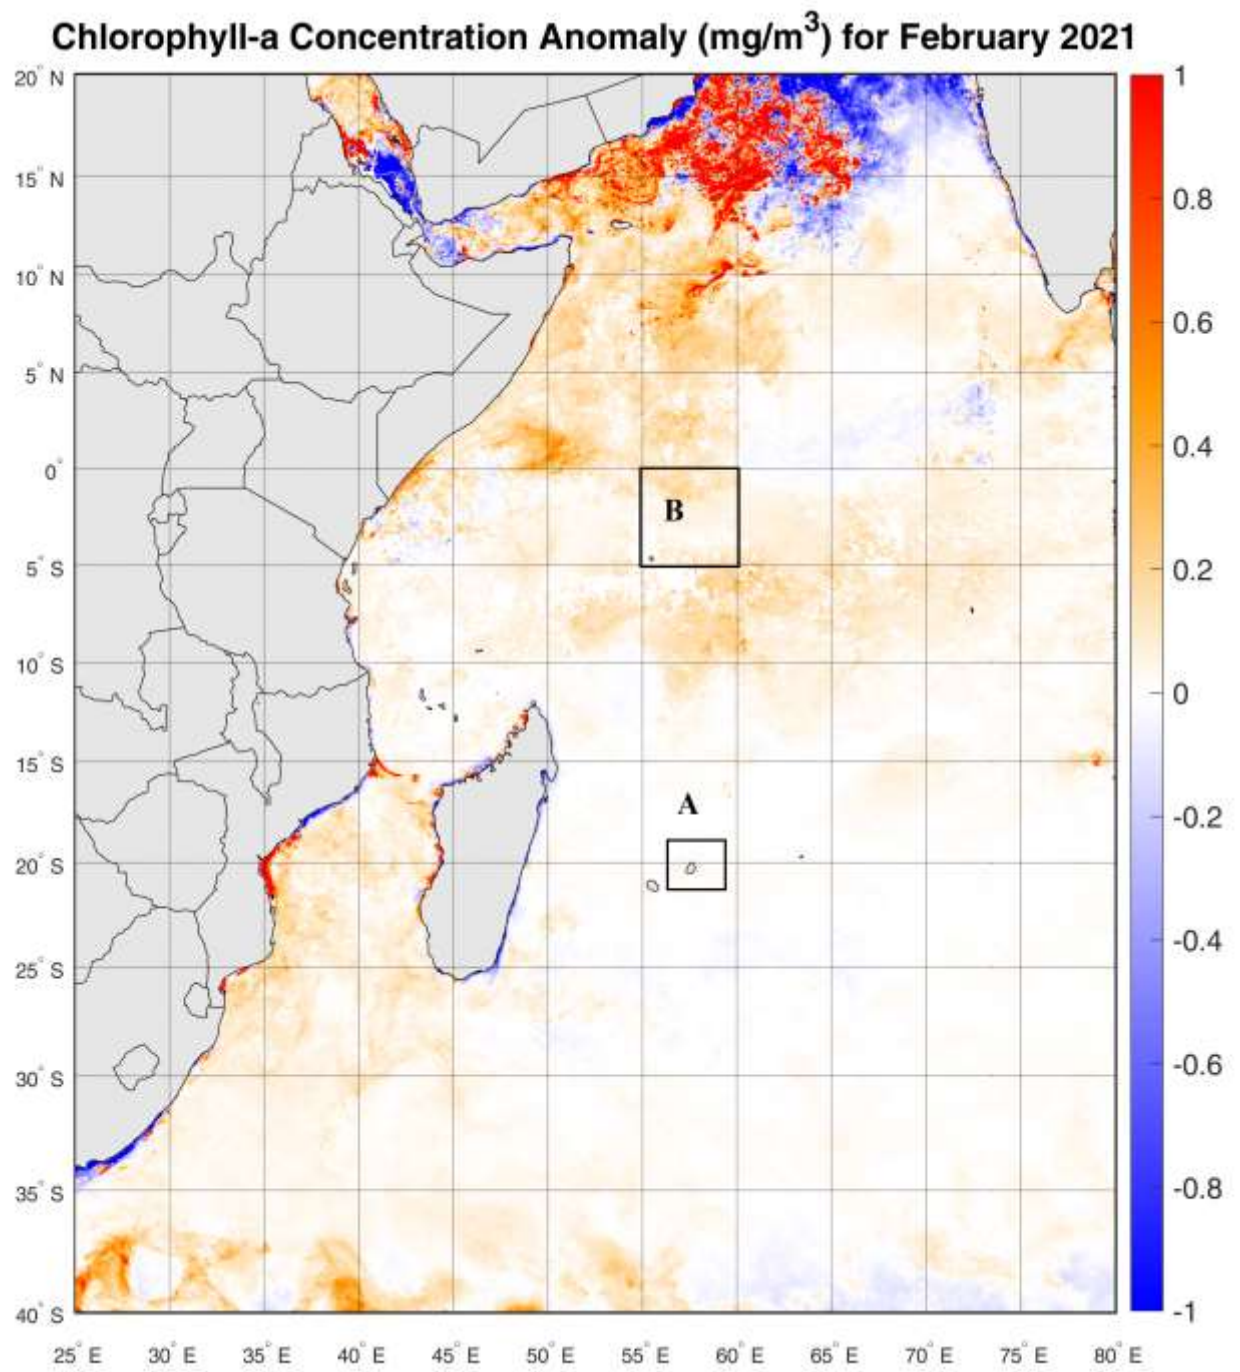 Chlorophyll-a Concentration Anomaly (mg/m³) for February 2021
20° N
15° N
10° N
5° N
0°
5° S
10° S
15° S
20° S
25° S
30° S
35° S
40° S
B
A
1
0.8
0.6
0.4
0.2
0
-0.2
-0.4
-0.6
-0.8
-1
25° E 30° E 35° E 40° E 45° E 50° E 55° E 60° E 65° E 70° E 75° E 80° E